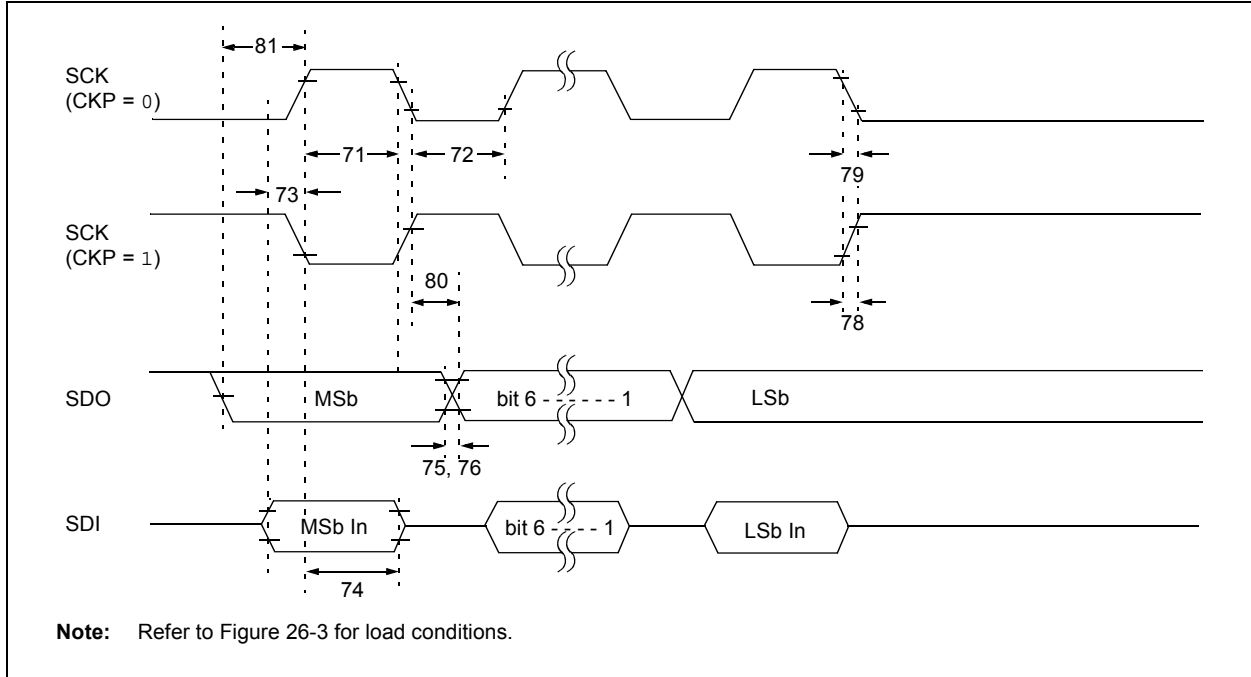 81
SCK
(CKP = 0)
71
72
79
73
SCK
(CKP = 1)
80
78
SDO
MSb
bit 6 - - - - - - 1
LSb
75, 76
SDI
MSb In
bit 6 - - - - 1
LSb In
74
Note: Refer to Figure 26-3 for load conditions.